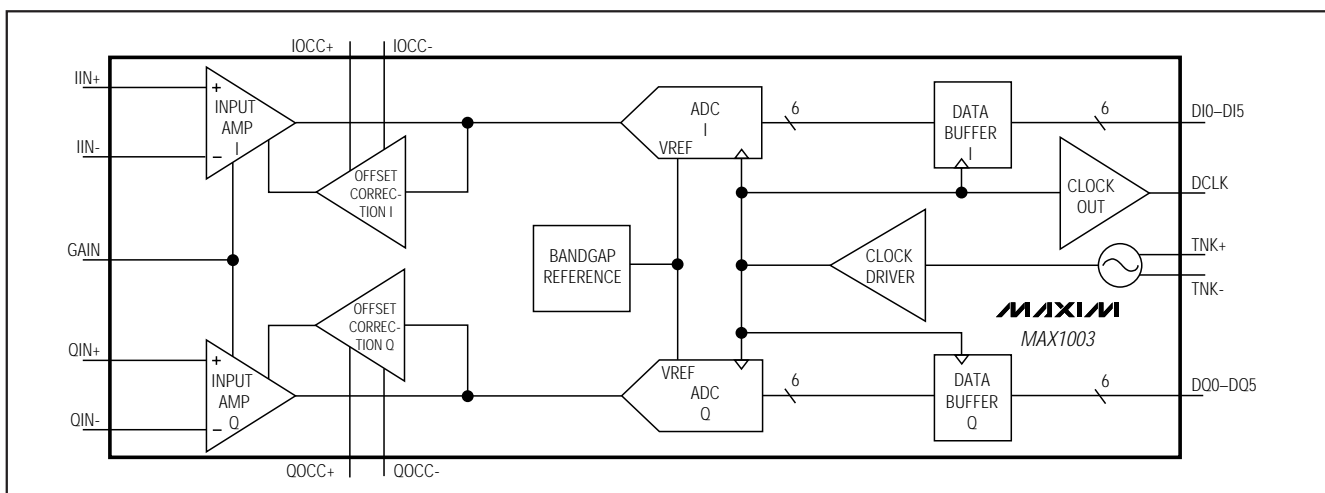 IOCC+ IOCC-
IIN+
IIN-
GAIN
QIN+
QIN-
+
INPUT
AMP
I
−
OFFSET
CORREC-
TION I
ADC
I
VREF
6
DATA
BUFFER
I
6
DI0–DI5
CLOCK
OUT
DCLK
BANDGAP
REFERENCE
CLOCK
DRIVER
TNK+
TNK-
MAXIM
MAX1003
OFFSET
CORREC-
TION Q
+
INPUT
AMP
Q
−
VREF
ADC
Q
6
DATA
BUFFER
Q
6
DQ0–DQ5
QOCC+ QOCC-